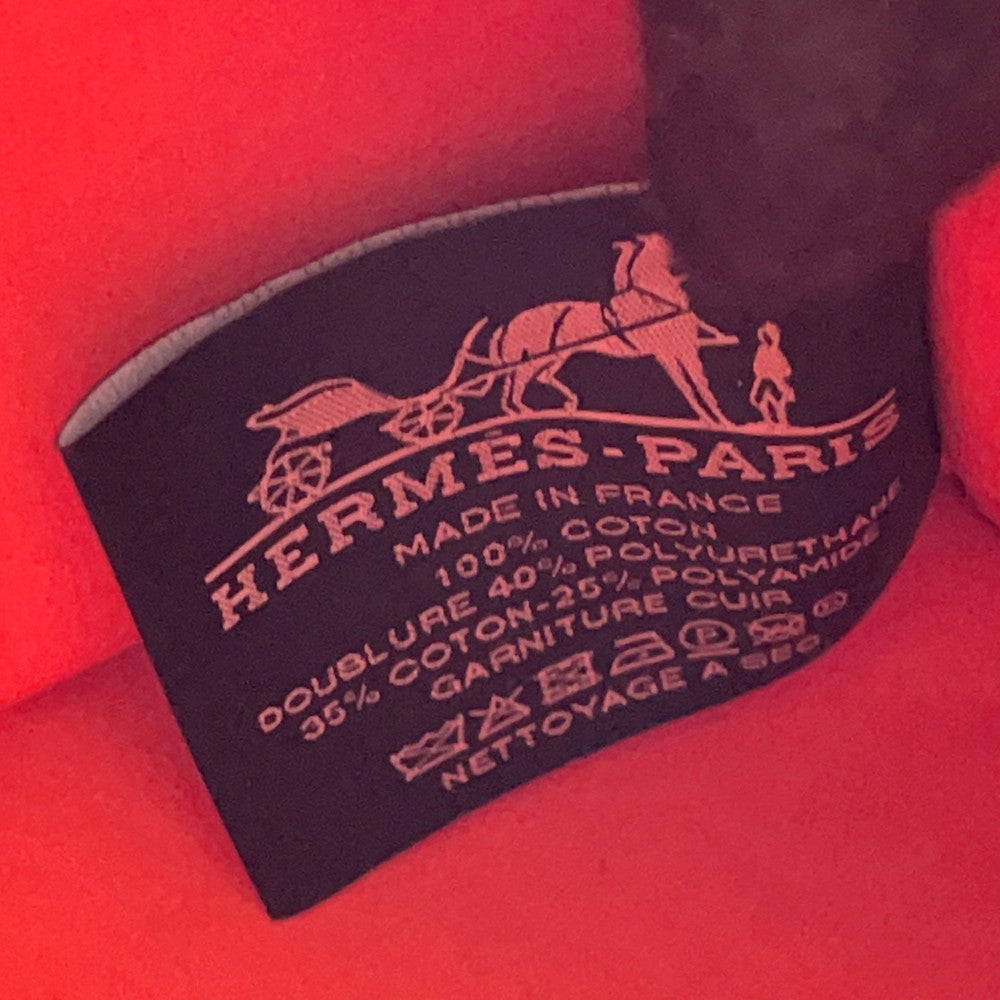 HERMÈS-PARIS
MADE IN FRANCE
100% COTON
DOUBLURE 40% POLYURETHANE
35% COTON-25% POLYAMIDE
GARNITURE CUIR
P
NETTOYAGE A SEC